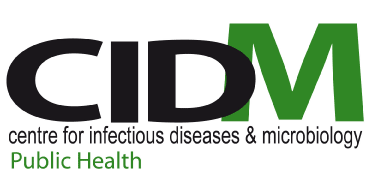 CIDM
centre for infectious diseases & microbiology
Public Health